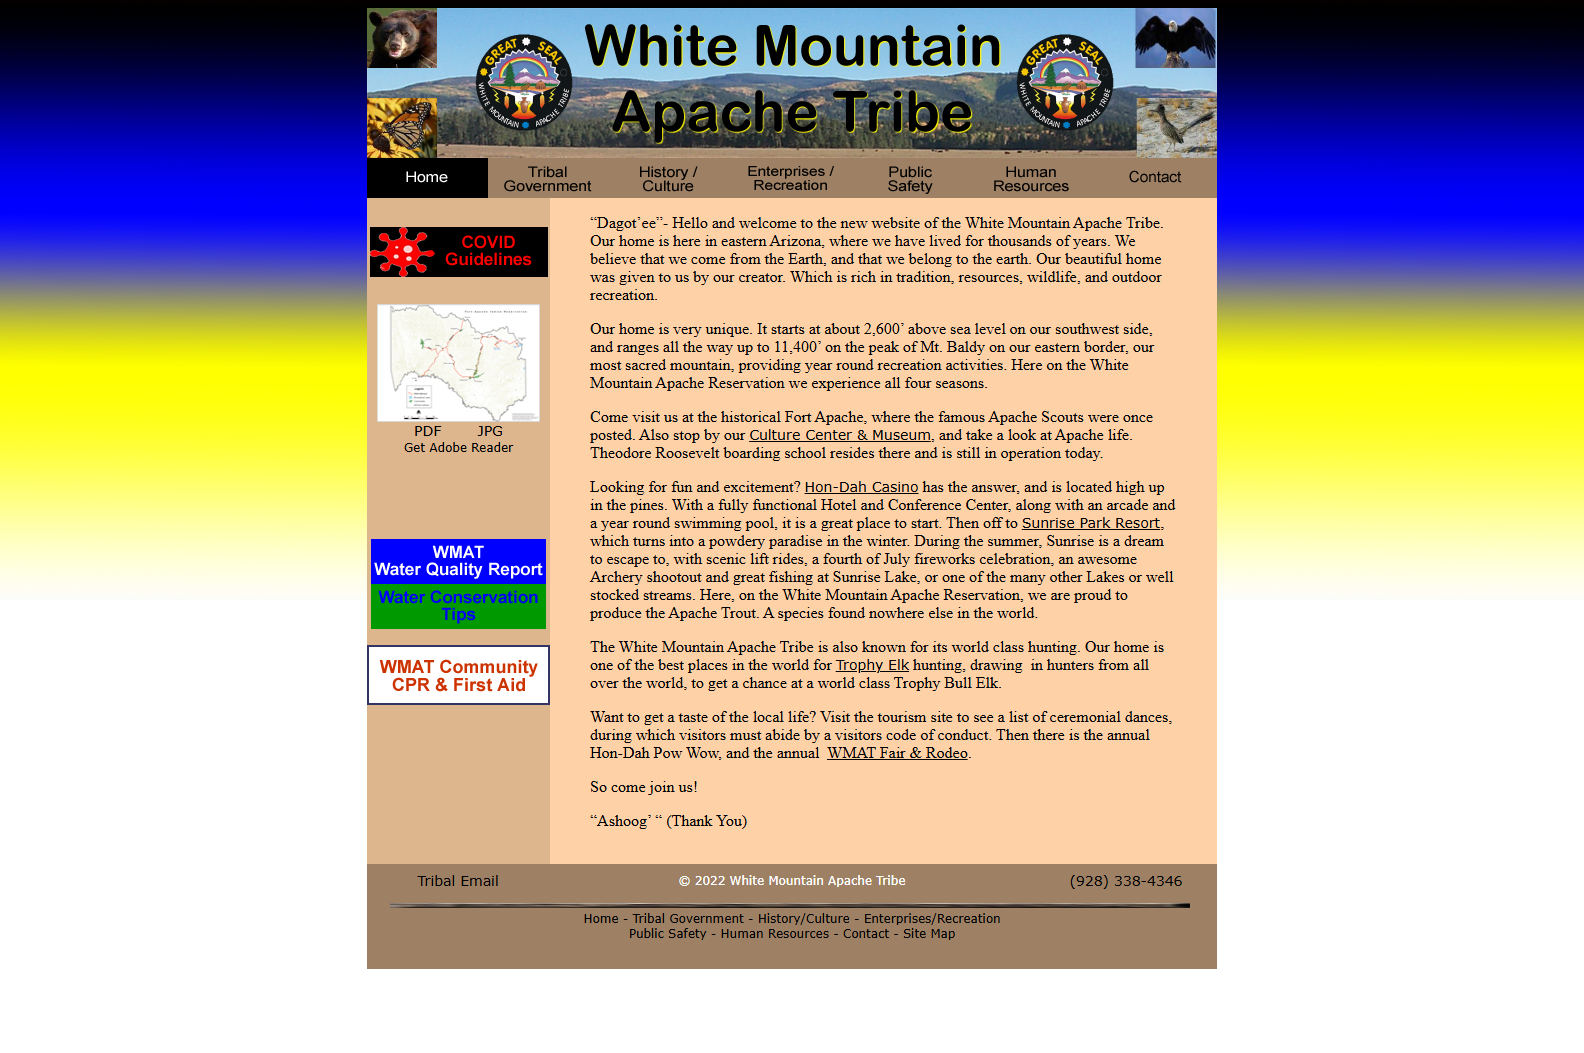 White Mountain
Apache Tribe
GREAT SEAL
WHITE MOUNTAIN APACHE TRIBE
GREAT SEAL
WHITE MOUNTAIN APACHE TRIBE
Home
Tribal Government
History / Culture
Enterprises / Recreation
Public Safety
Human Resources
Contact
COVID
Guidelines
Fort Apache Indian Reservation
PDF JPG
Get Adobe Reader
WMAT
Water Quality Report
Water Conservation
Tips
WMAT Community
CPR & First Aid
“Dagot’ee”- Hello and welcome to the new website of the White Mountain Apache Tribe.
Our home is here in eastern Arizona, where we have lived for thousands of years. We
believe that we come from the Earth, and that we belong to the earth. Our beautiful home
was given to us by our creator. Which is rich in tradition, resources, wildlife, and outdoor
recreation.
Our home is very unique. It starts at about 2,600’ above sea level on our southwest side,
and ranges all the way up to 11,400’ on the peak of Mt. Baldy on our eastern border, our
most sacred mountain, providing year round recreation activities. Here on the White
Mountain Apache Reservation we experience all four seasons.
Come visit us at the historical Fort Apache, where the famous Apache Scouts were once
posted. Also stop by our Culture Center & Museum, and take a look at Apache life.
Theodore Roosevelt boarding school resides there and is still in operation today.
Looking for fun and excitement? Hon-Dah Casino has the answer, and is located high up
in the pines. With a fully functional Hotel and Conference Center, along with an arcade and
a year round swimming pool, it is a great place to start. Then off to Sunrise Park Resort,
which turns into a powdery paradise in the winter. During the summer, Sunrise is a dream
to escape to, with scenic lift rides, a fourth of July fireworks celebration, an awesome
Archery shootout and great fishing at Sunrise Lake, or one of the many other Lakes or well
stocked streams. Here, on the White Mountain Apache Reservation, we are proud to
produce the Apache Trout. A species found nowhere else in the world.
The White Mountain Apache Tribe is also known for its world class hunting. Our home is
one of the best places in the world for Trophy Elk hunting, drawing in hunters from all
over the world, to get a chance at a world class Trophy Bull Elk.
Want to get a taste of the local life? Visit the tourism site to see a list of ceremonial dances,
during which visitors must abide by a visitors code of conduct. Then there is the annual
Hon-Dah Pow Wow, and the annual WMAT Fair & Rodeo.
So come join us!
“Ashoog’ “ (Thank You)
Tribal Email
© 2022 White Mountain Apache Tribe
(928) 338-4346
Home - Tribal Government - History/Culture - Enterprises/Recreation
Public Safety - Human Resources - Contact - Site Map